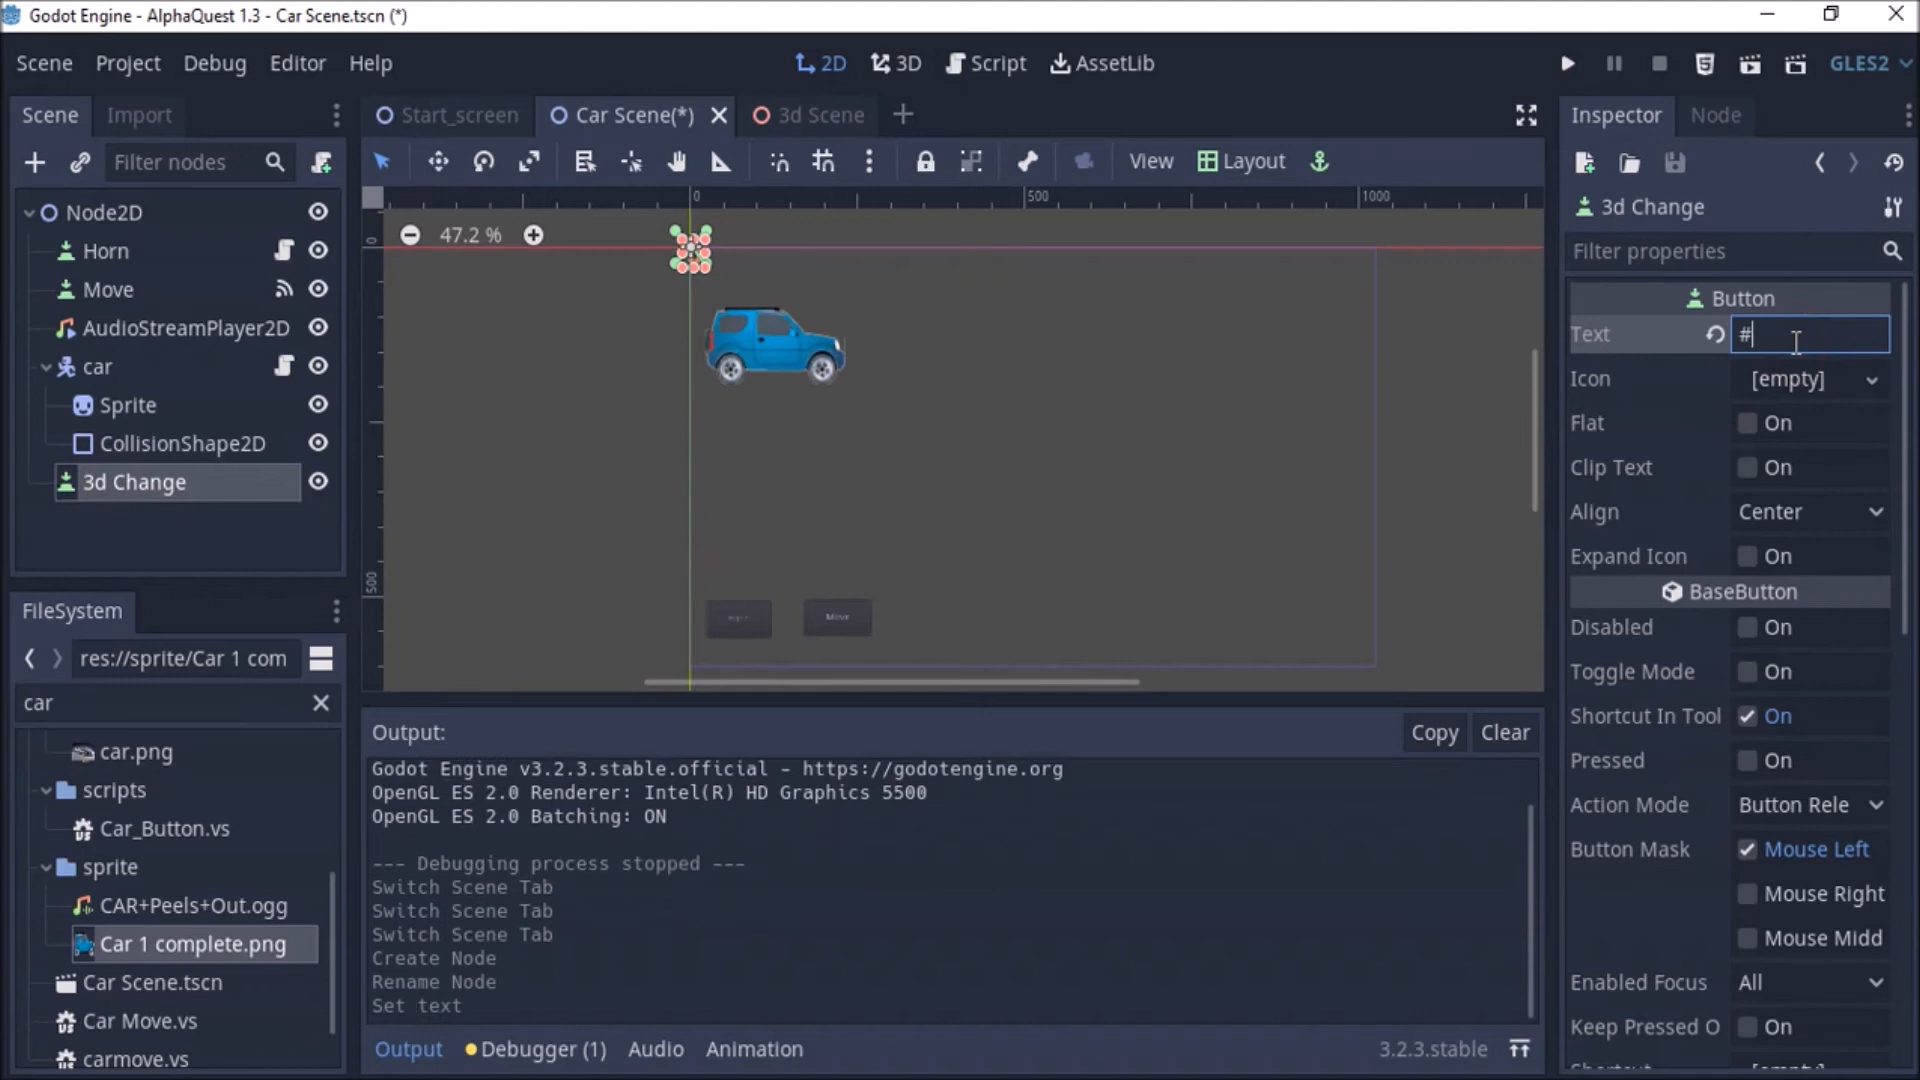 Godot Engine - AlphaQuest 1.3 - Car Scene.tscn (*)
Scene Project Debug Editor Help
2D 3D Script AssetLib
GLES2
Scene Import
Start_screen Car Scene(*) 3d Scene
Inspector Node
Filter nodes
View Layout
Node2D
Horn
Move
AudioStreamPlayer2D
car
Sprite
CollisionShape2D
3d Change
0 500 1000
0
500
47.2 %
Move
3d Change
Filter properties
Button
Text #
Icon [empty]
Flat On
Clip Text On
Align Center
Expand Icon On
BaseButton
Disabled On
Toggle Mode On
Shortcut In Tool On
Pressed On
Action Mode Button Rele
Button Mask Mouse Left
Mouse Right
Mouse Midd
Enabled Focus All
Keep Pressed O On
FileSystem
res://sprite/Car 1 com
car
car.png
scripts
Car_Button.vs
sprite
CAR+Peels+Out.ogg
Car 1 complete.png
Car Scene.tscn
Car Move.vs
carmove.vs
Output:
Copy Clear
Godot Engine v3.2.3.stable.official - https://godotengine.org
OpenGL ES 2.0 Renderer: Intel(R) HD Graphics 5500
OpenGL ES 2.0 Batching: ON
--- Debugging process stopped ---
Switch Scene Tab
Switch Scene Tab
Switch Scene Tab
Create Node
Rename Node
Set text
Output Debugger (1) Audio Animation
3.2.3.stable